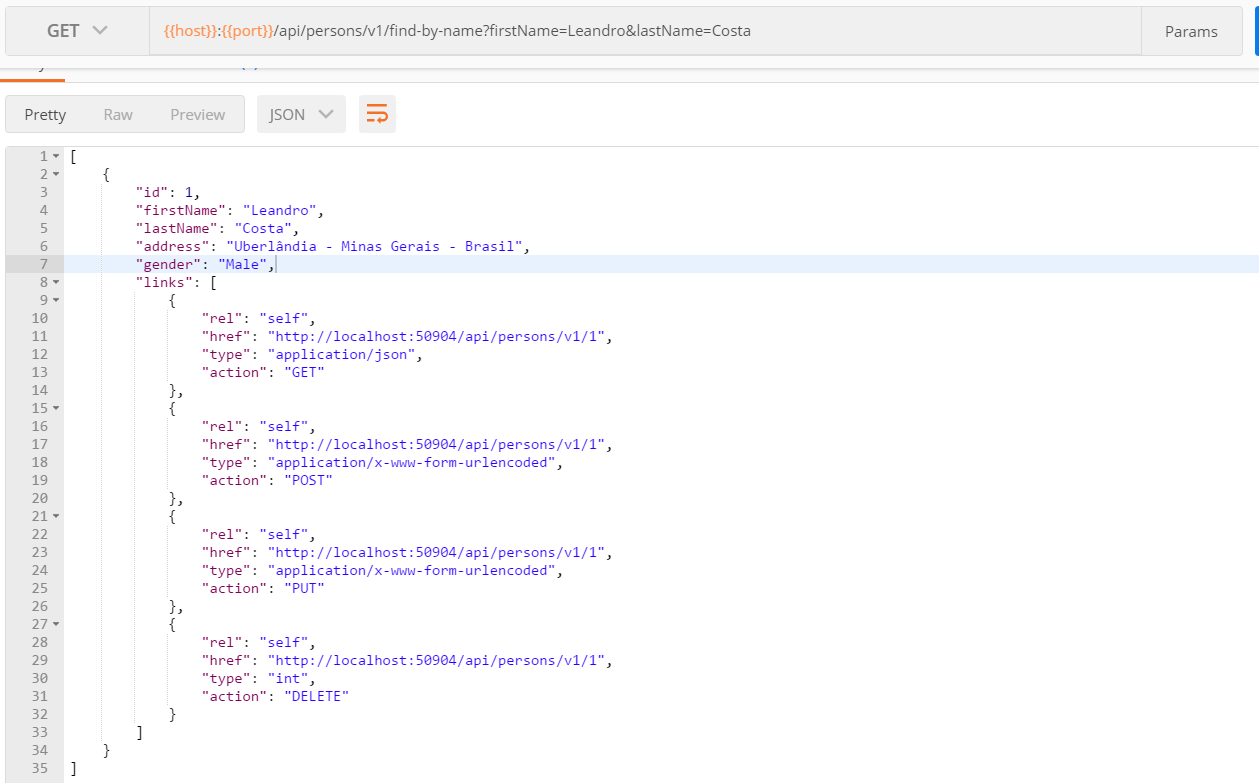 GET {{host}}:{{port}}/api/persons/v1/find-by-name?firstName=Leandro&lastName=Costa Params
Pretty Raw Preview JSON
1 [
2 {
3 "id": 1,
4 "firstName": "Leandro",
5 "lastName": "Costa",
6 "address": "Uberlândia - Minas Gerais - Brasil",
7 "gender": "Male",
8 "links": [
9 {
10 "rel": "self",
11 "href": "http://localhost:50904/api/persons/v1/1",
12 "type": "application/json",
13 "action": "GET"
14 },
15 {
16 "rel": "self",
17 "href": "http://localhost:50904/api/persons/v1/1",
18 "type": "application/x-www-form-urlencoded",
19 "action": "POST"
20 },
21 {
22 "rel": "self",
23 "href": "http://localhost:50904/api/persons/v1/1",
24 "type": "application/x-www-form-urlencoded",
25 "action": "PUT"
26 },
27 {
28 "rel": "self",
29 "href": "http://localhost:50904/api/persons/v1/1",
30 "type": "int",
31 "action": "DELETE"
32 }
33 ]
34 }
35 ]